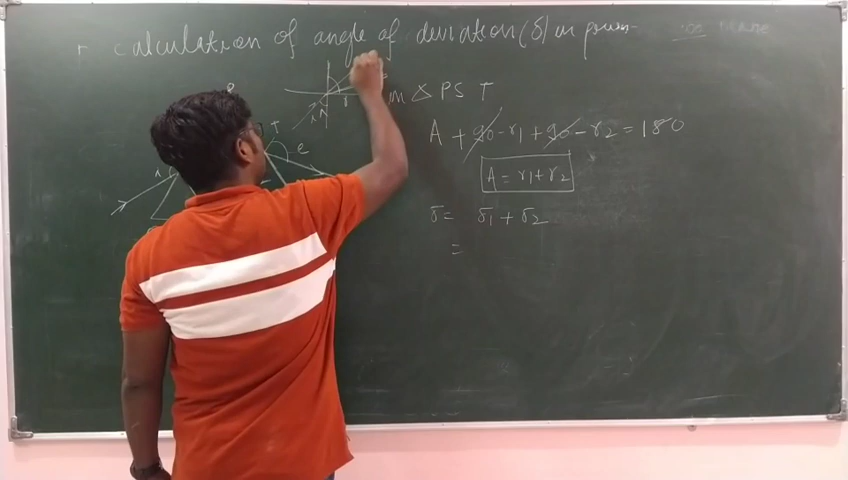 calculation of angle of deviation (δ) in prism
in △ PST
A + 90 - r1 + 90 - r2 = 180
A = r1 + r2
δ = δ1 + δ2
=
P
T
e
i
r